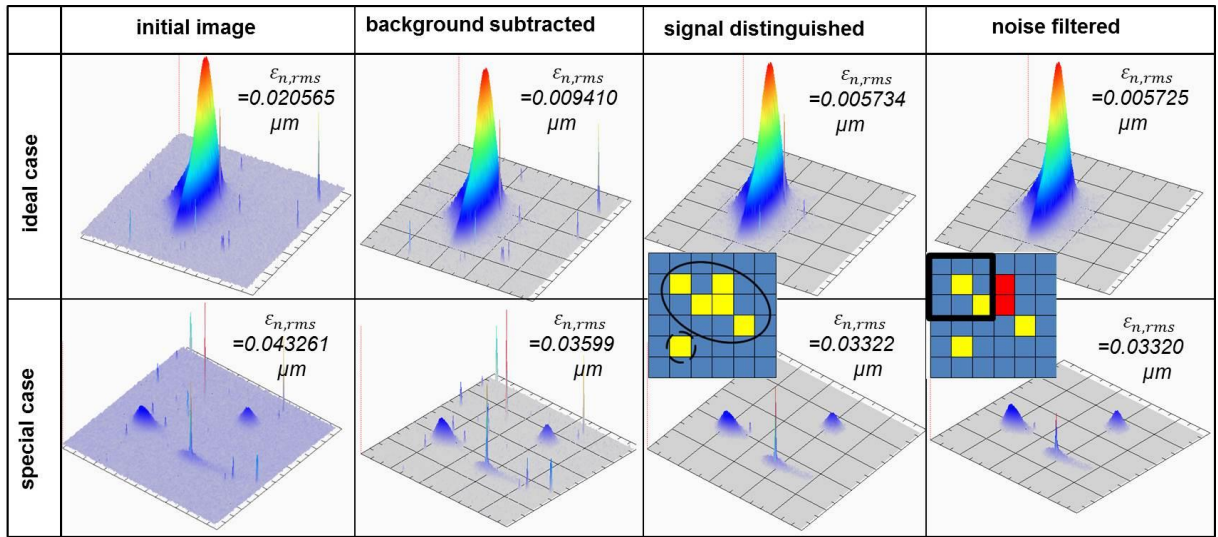 initial image
background subtracted
signal distinguished
noise filtered
ideal case
εn,rms
=0.020565
μm
εn,rms
=0.009410
μm
εn,rms
=0.005734
μm
εn,rms
=0.005725
μm
special case
εn,rms
=0.043261
μm
εn,rms
=0.03599
μm
εn,rms
=0.03322
μm
εn,rms
=0.03320
μm